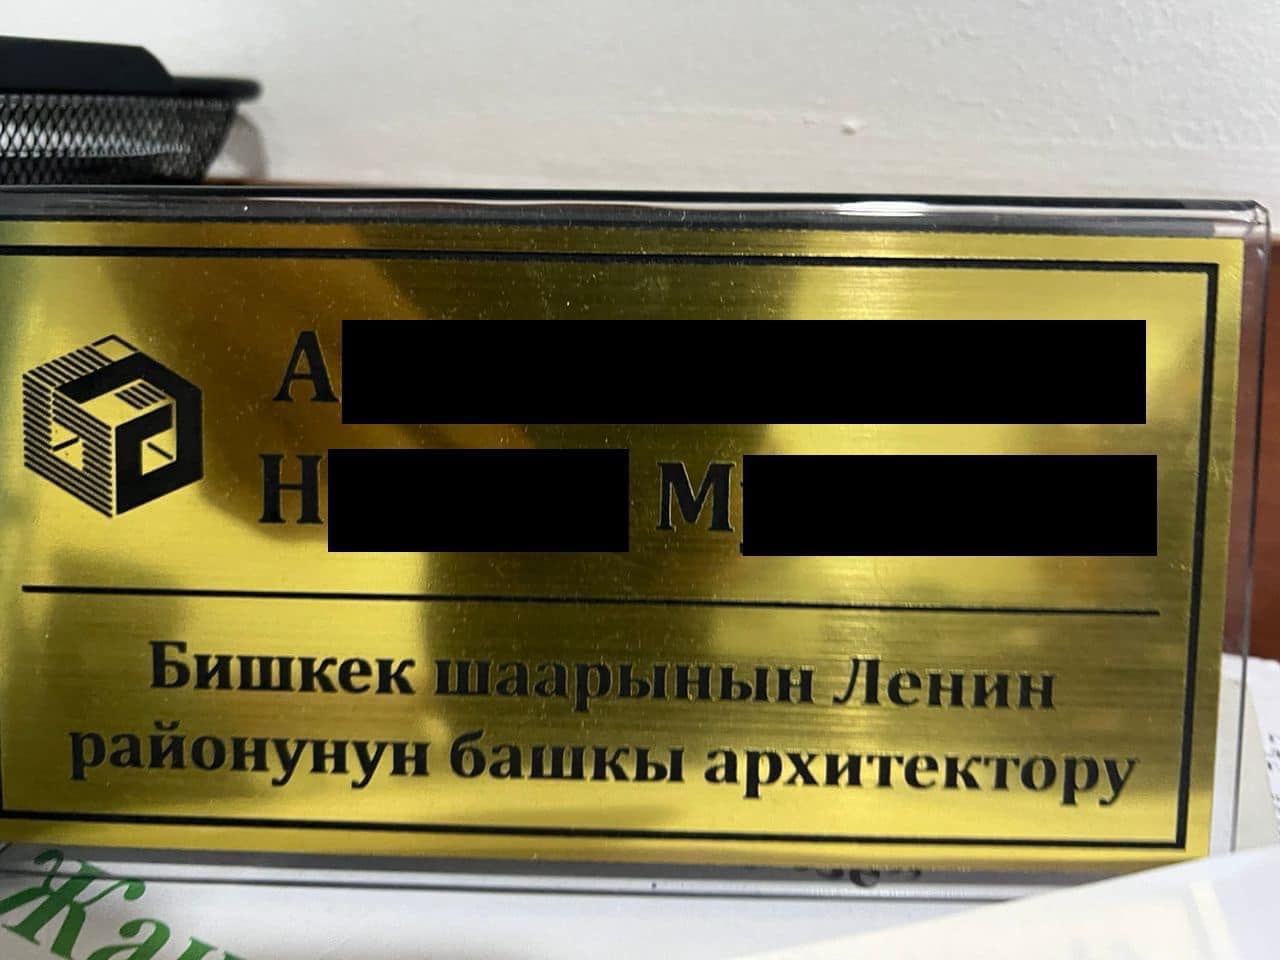 А
Н М
Бишкек шаарынын Ленин
районунун башкы архитектору